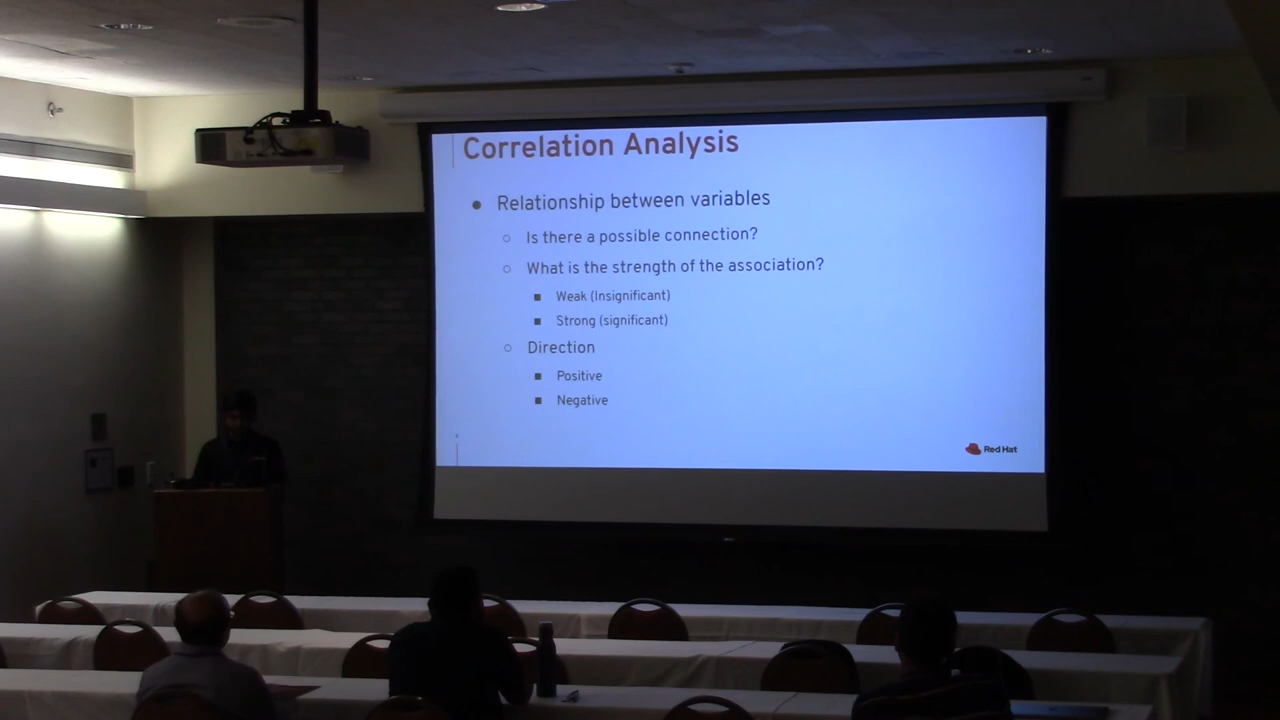 Correlation Analysis
Relationship between variables
Is there a possible connection?
What is the strength of the association?
Weak (Insignificant)
Strong (significant)
Direction
Positive
Negative
Red Hat